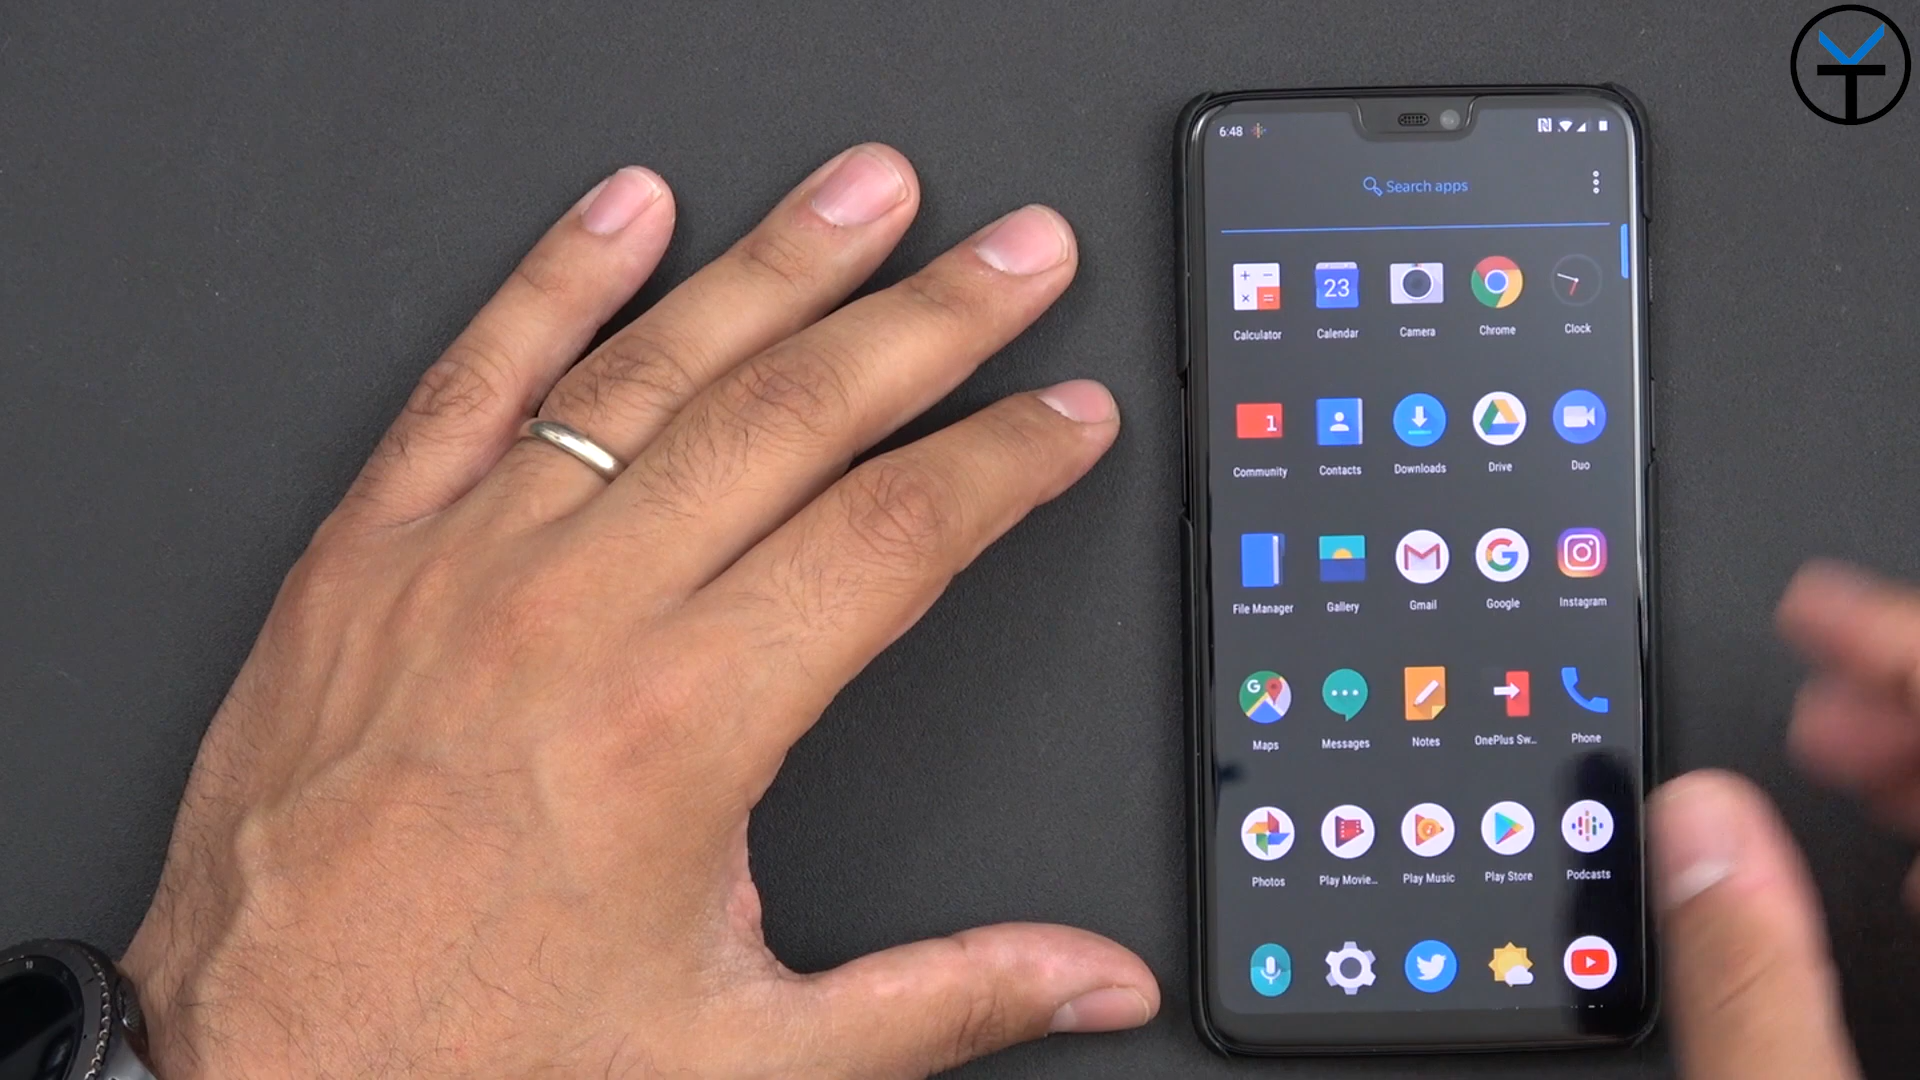 6:48
Search apps
23
Calculator Calendar Camera Chrome Clock
1
Community Contacts Downloads Drive Duo
File Manager Gallery Gmail Google Instagram
Maps Messages Notes OnePlus Sw... Phone
Photos Play Movie... Play Music Play Store Podcasts